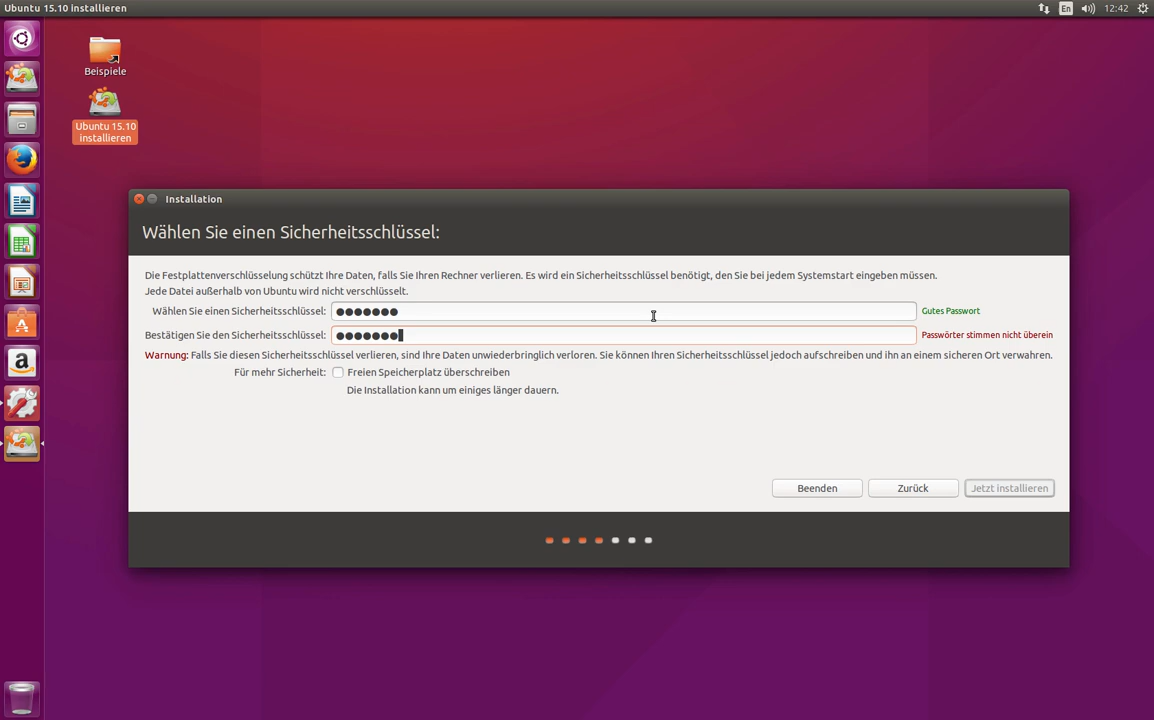 Ubuntu 15.10 installieren
En
12:42
Beispiele
Ubuntu 15.10
installieren
Installation
Wählen Sie einen Sicherheitsschlüssel:
Die Festplattenverschlüsselung schützt Ihre Daten, falls Sie Ihren Rechner verlieren. Es wird ein Sicherheitsschlüssel benötigt, den Sie bei jedem Systemstart eingeben müssen.
Jede Datei außerhalb von Ubuntu wird nicht verschlüsselt.
Wählen Sie einen Sicherheitsschlüssel: ●●●●●●● Gutes Passwort
Bestätigen Sie den Sicherheitsschlüssel: ●●●●●●● Passwörter stimmen nicht überein
Warnung: Falls Sie diesen Sicherheitsschlüssel verlieren, sind Ihre Daten unwiederbringlich verloren. Sie können Ihren Sicherheitsschlüssel jedoch aufschreiben und ihn an einem sicheren Ort verwahren.
Für mehr Sicherheit: Freien Speicherplatz überschreiben
Die Installation kann um einiges länger dauern.
Beenden Zurück Jetzt installieren